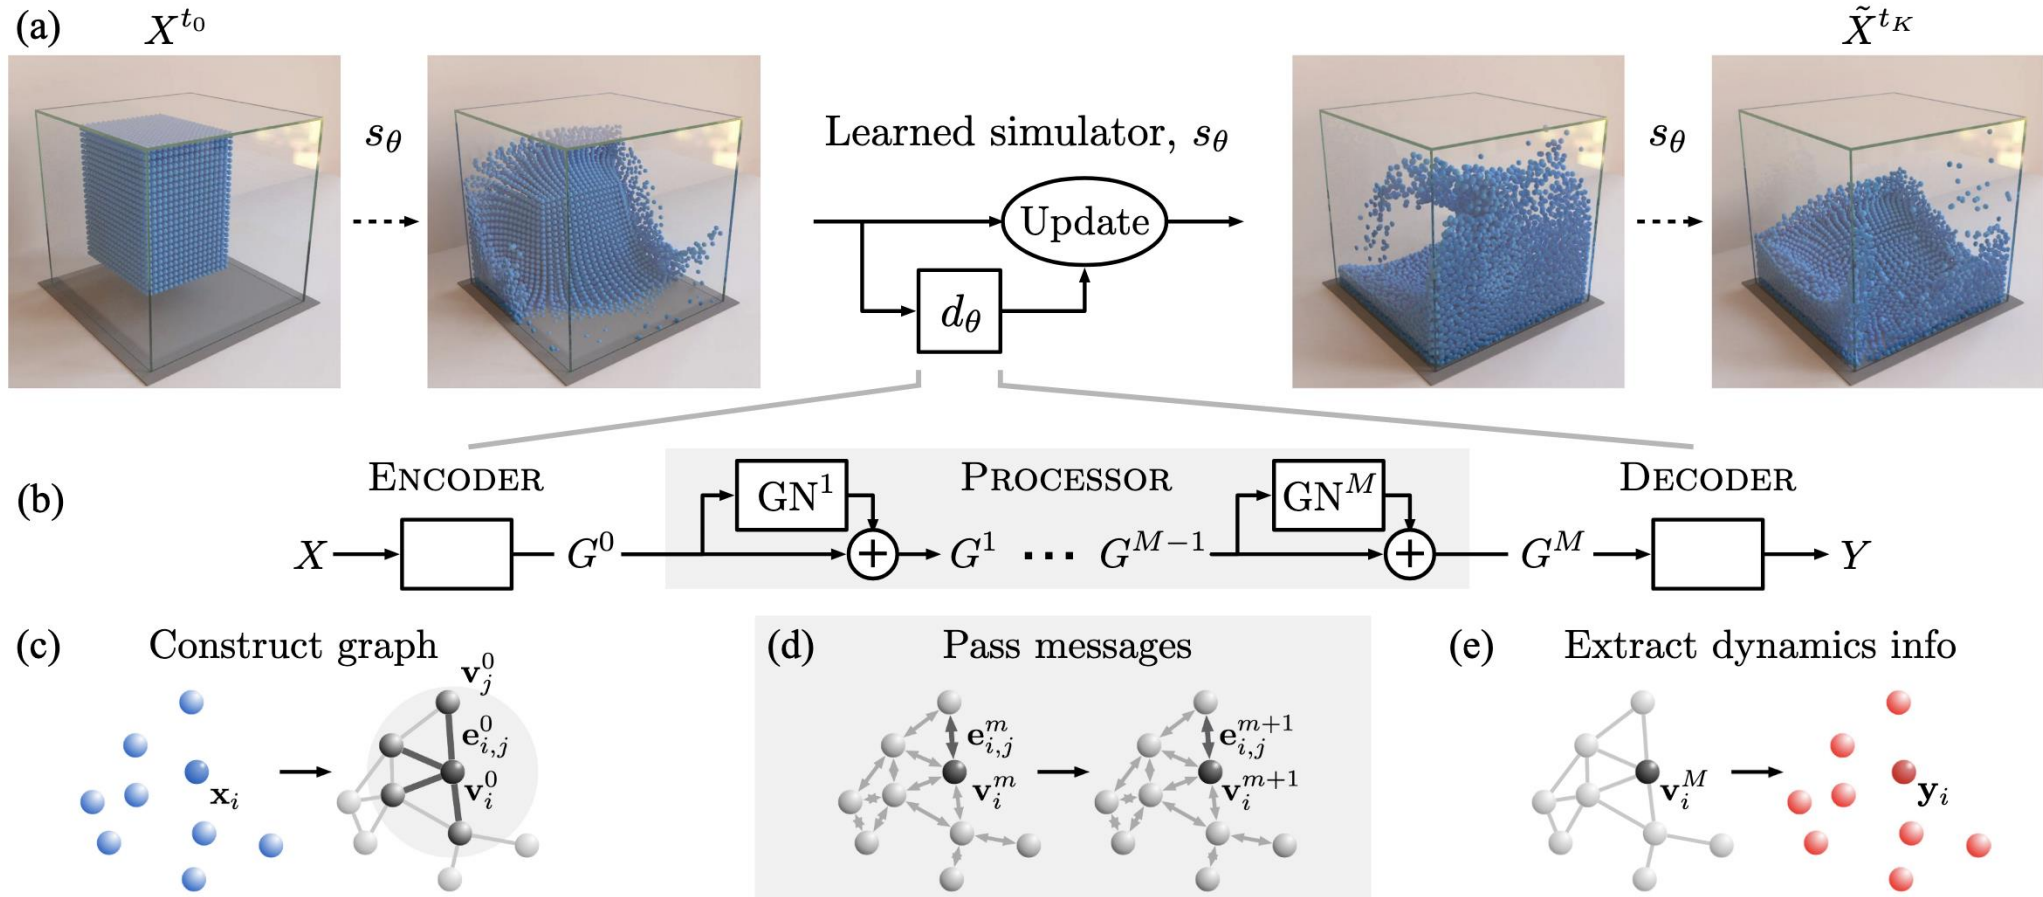 (a)
X^{t_0}
s_θ
Learned simulator, s_θ
Update
d_θ
s_θ
X̃^{t_K}
(b)
ENCODER
PROCESSOR
DECODER
GN^1
GN^M
X
G^0
+
G^1
···
G^{M−1}
+
G^M
Y
(c)
Construct graph
v_j^0
e_{i,j}^0
v_i^0
x_i
(d)
Pass messages
e_{i,j}^m
v_i^m
e_{i,j}^{m+1}
v_i^{m+1}
(e)
Extract dynamics info
v_i^M
y_i